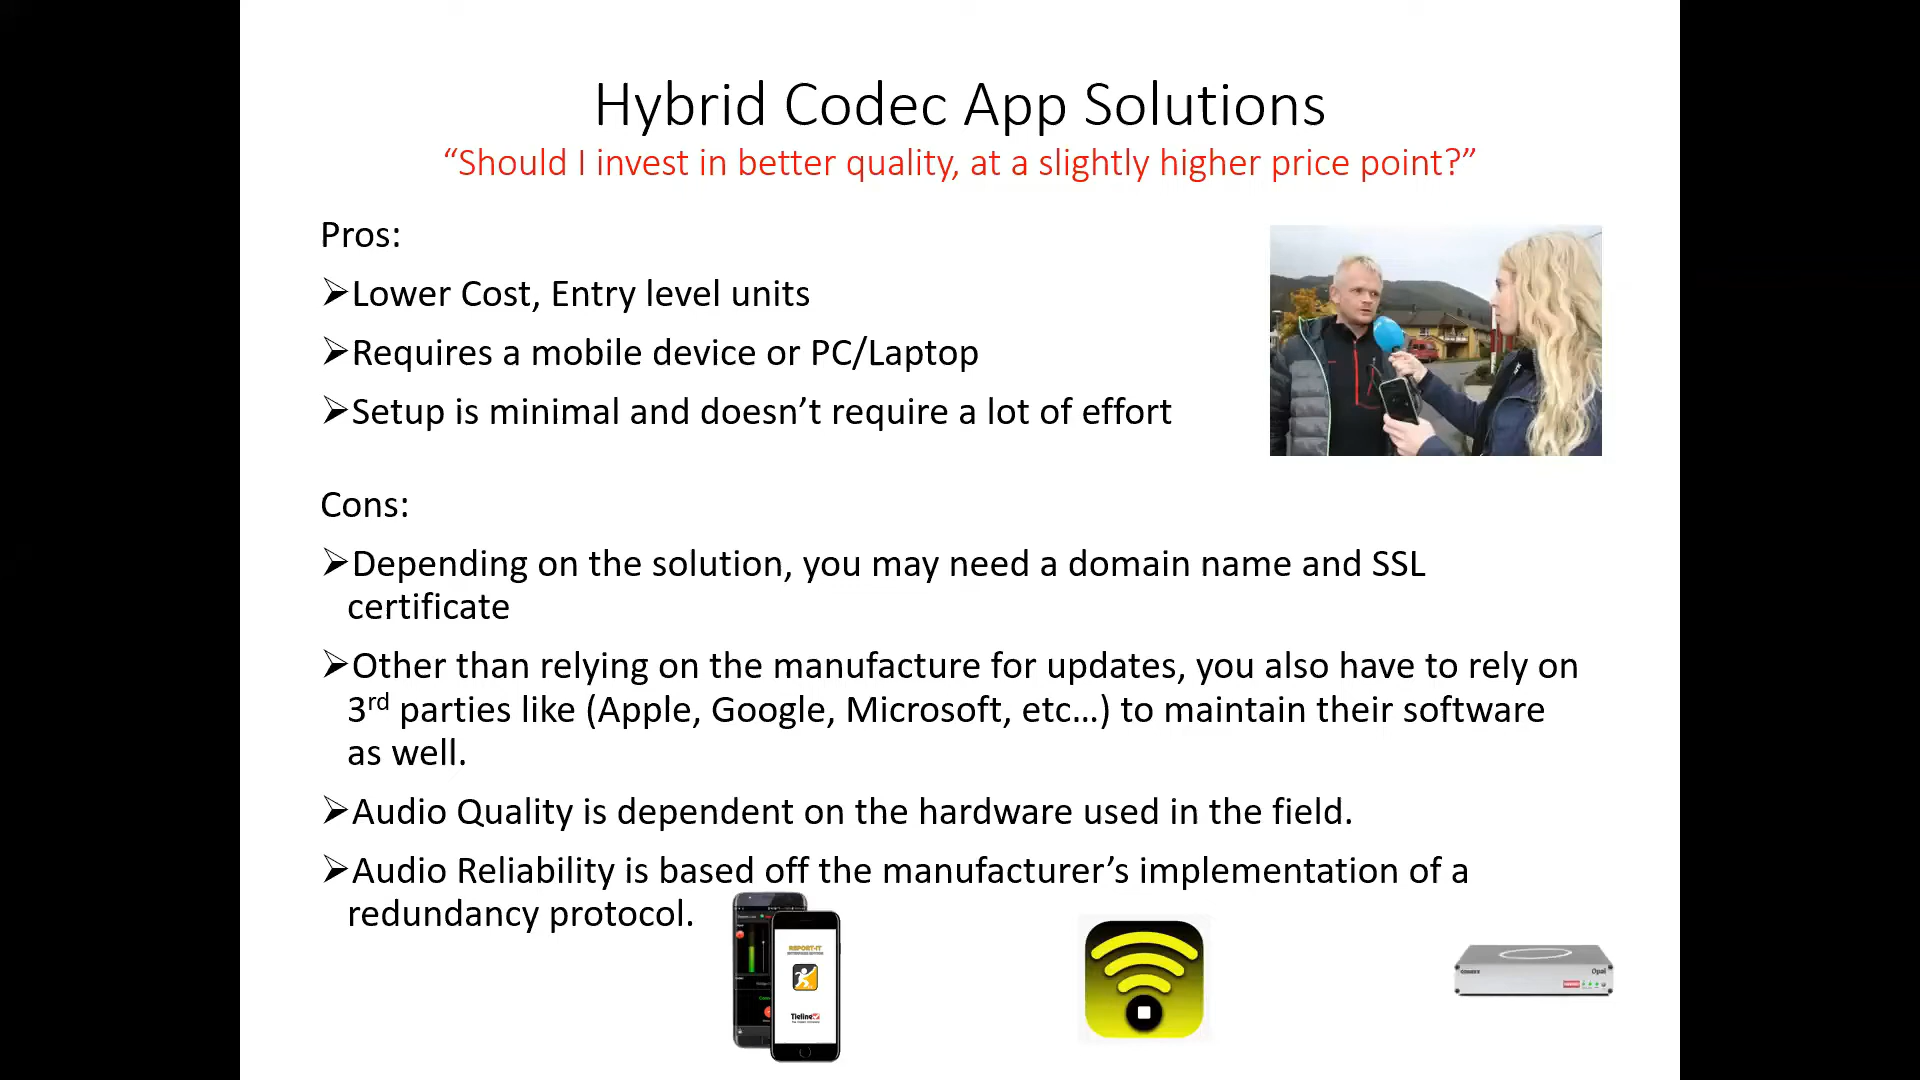 Hybrid Codec App Solutions
“Should I invest in better quality, at a slightly higher price point?”
Pros:
➢Lower Cost, Entry level units
➢Requires a mobile device or PC/Laptop
➢Setup is minimal and doesn’t require a lot of effort
Cons:
➢Depending on the solution, you may need a domain name and SSL
certificate
➢Other than relying on the manufacture for updates, you also have to rely on
3rd parties like (Apple, Google, Microsoft, etc…) to maintain their software
as well.
➢Audio Quality is dependent on the hardware used in the field.
➢Audio Reliability is based off the manufacturer’s implementation of a
redundancy protocol.
REPORT-IT
Tieline
COMREX
Opal